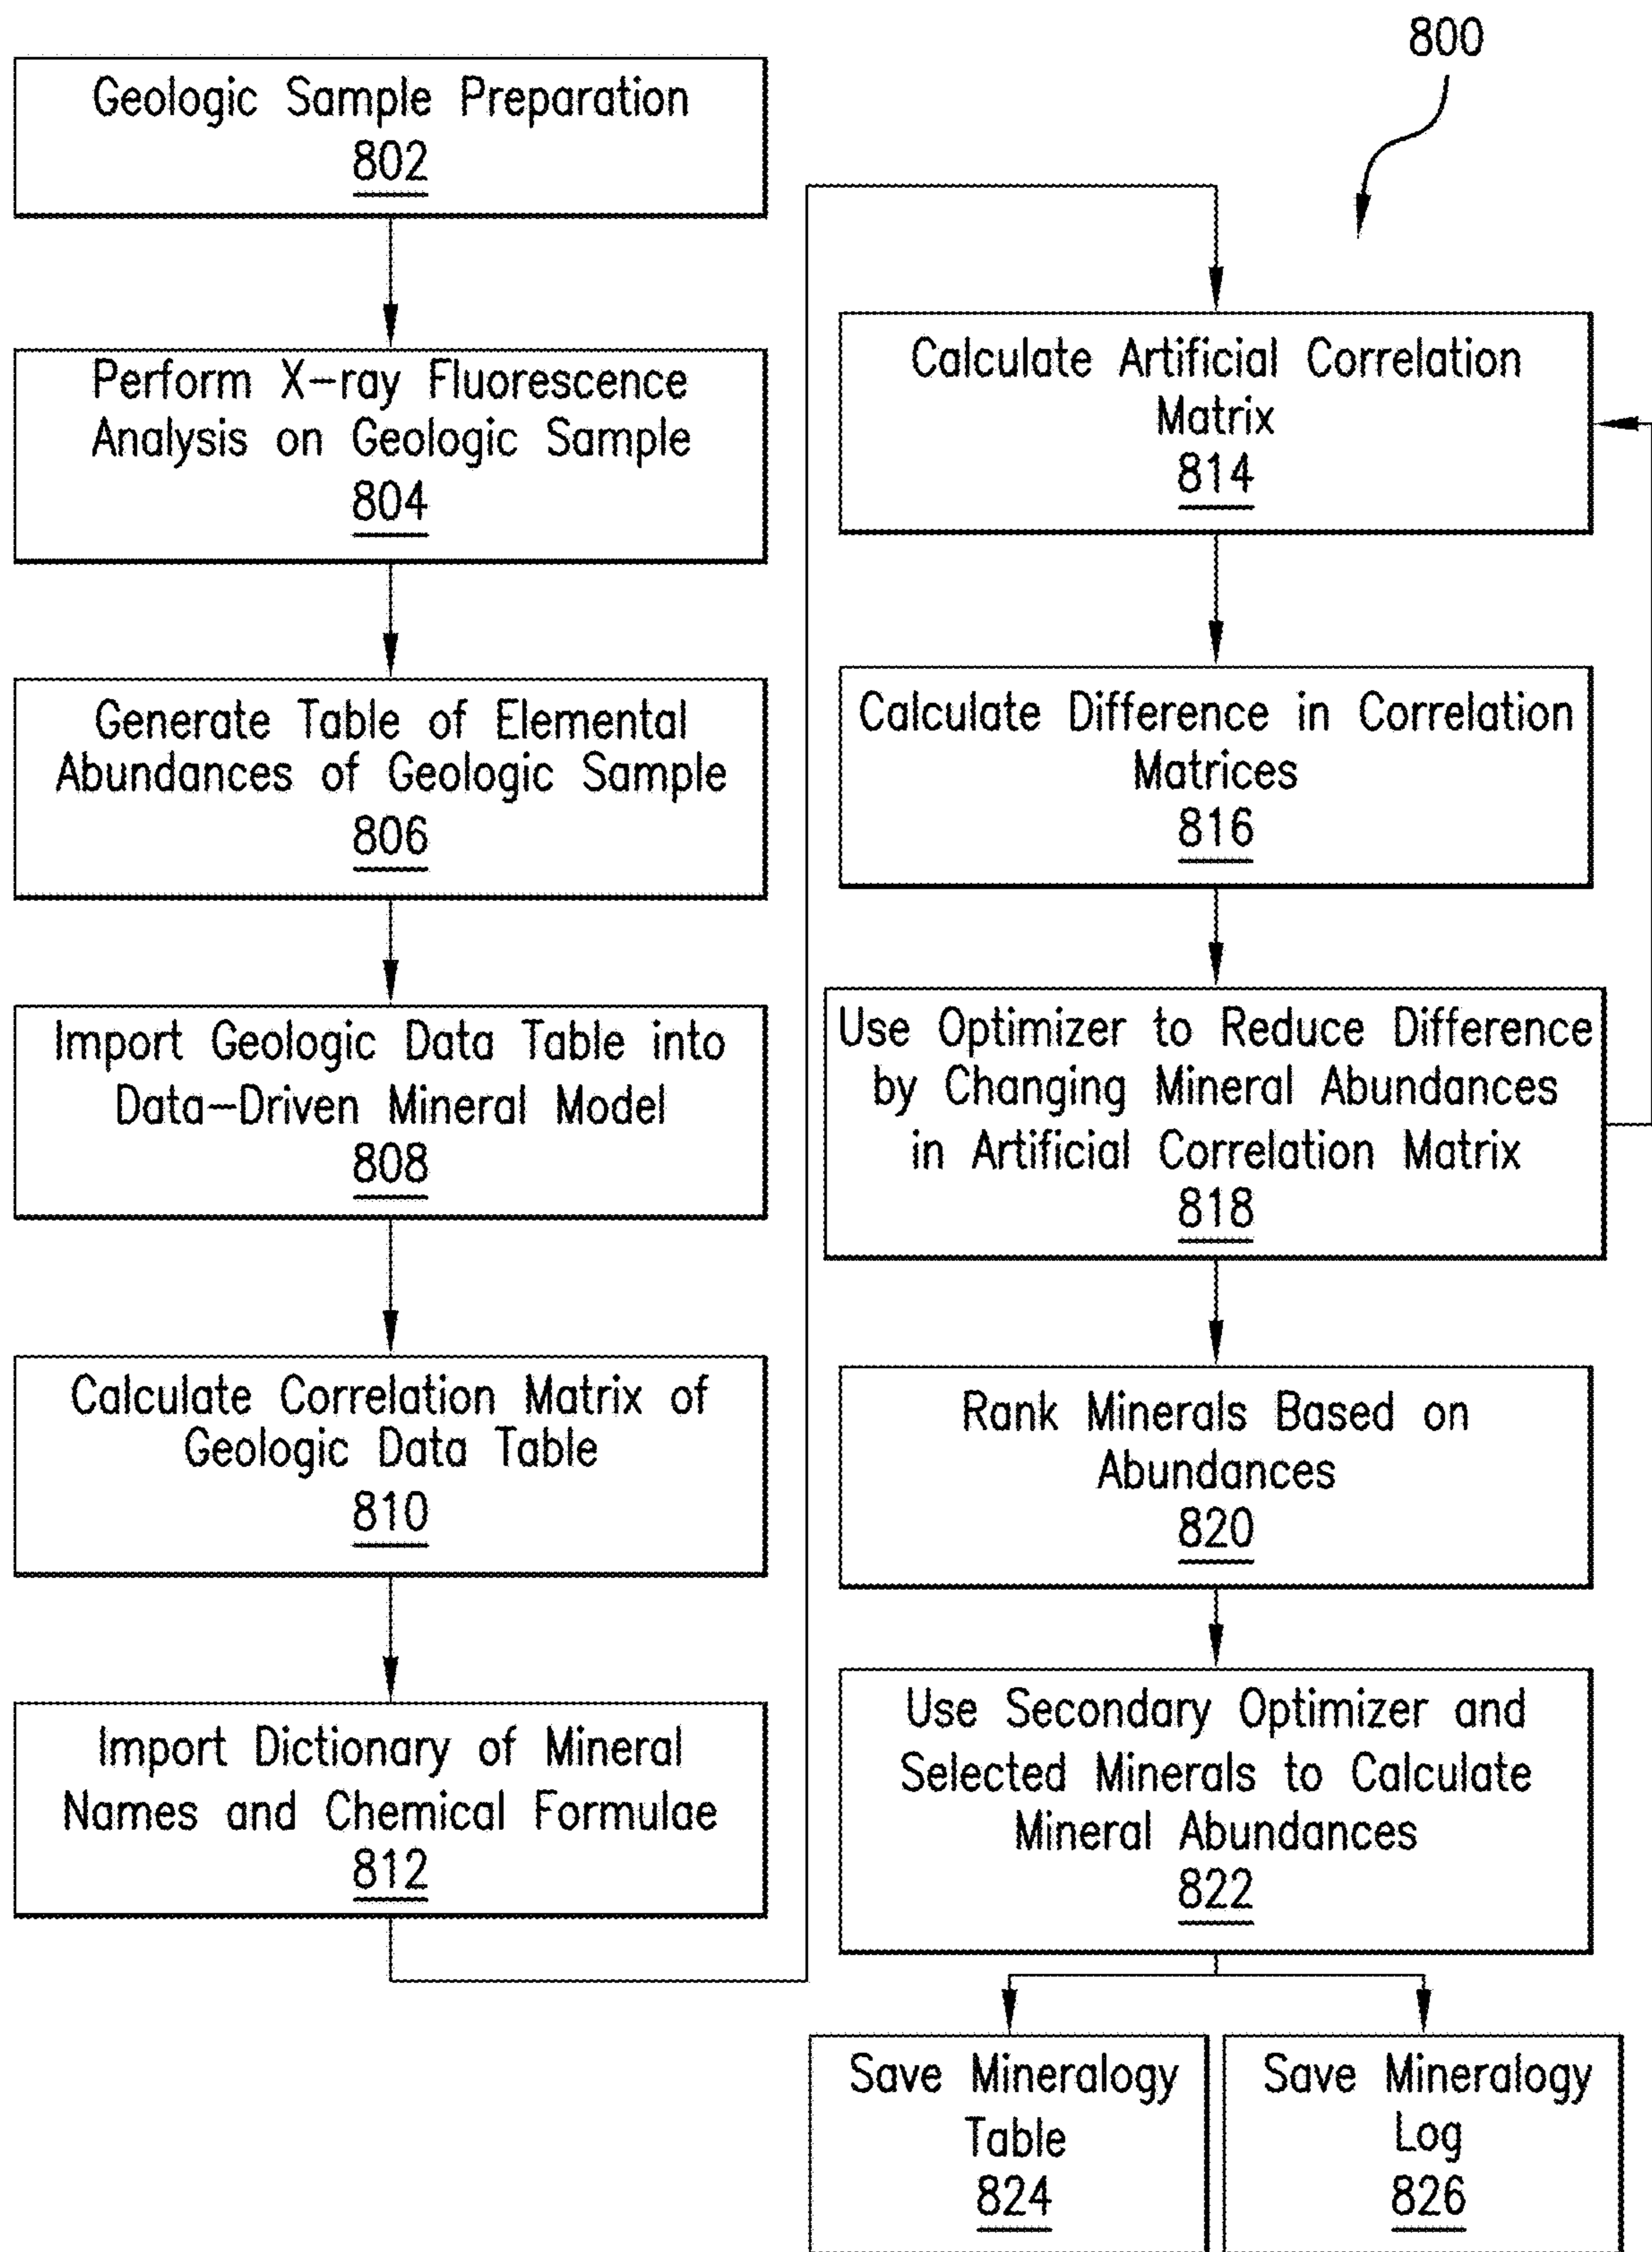 800
Geologic Sample Preparation
802
Perform X-ray Fluorescence
Analysis on Geologic Sample
804
Generate Table of Elemental
Abundances of Geologic Sample
806
Import Geologic Data Table into
Data-Driven Mineral Model
808
Calculate Correlation Matrix of
Geologic Data Table
810
Import Dictionary of Mineral
Names and Chemical Formulae
812
Calculate Artificial Correlation
Matrix
814
Calculate Difference in Correlation
Matrices
816
Use Optimizer to Reduce Difference
by Changing Mineral Abundances
in Artificial Correlation Matrix
818
Rank Minerals Based on
Abundances
820
Use Secondary Optimizer and
Selected Minerals to Calculate
Mineral Abundances
822
Save Mineralogy
Table
824
Save Mineralogy
Log
826